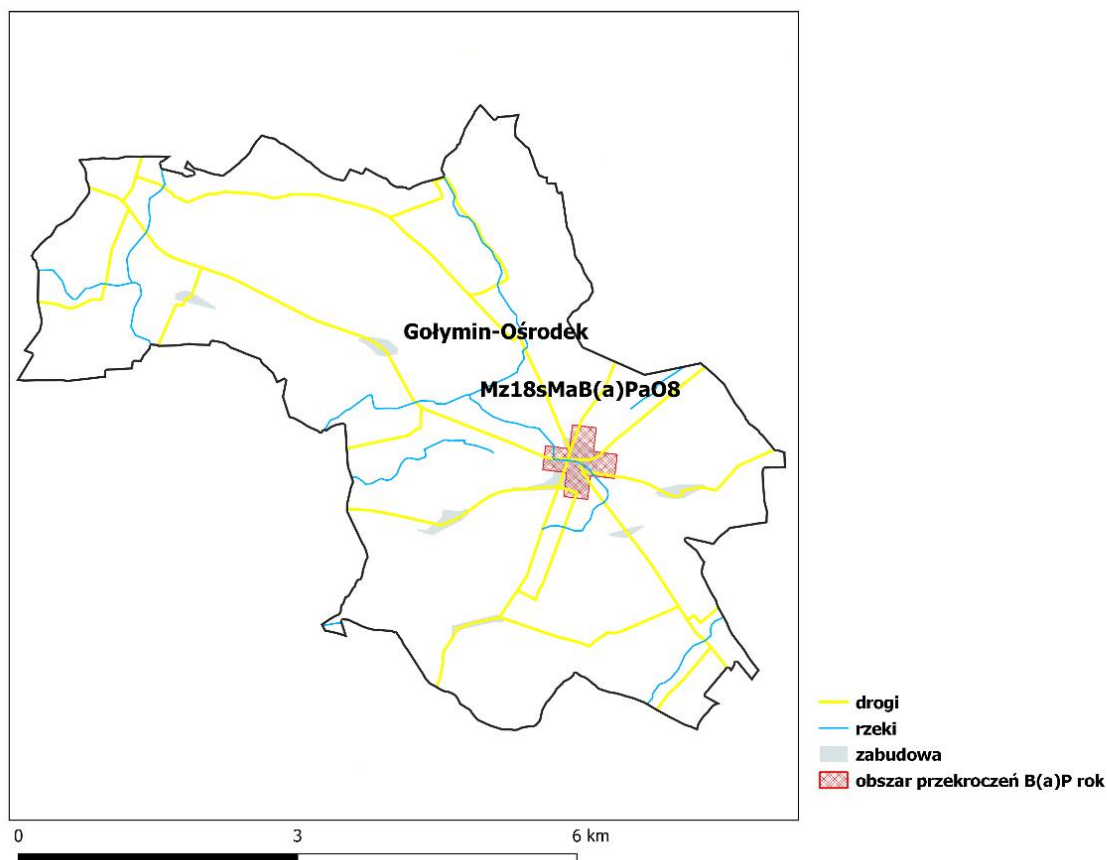 Gołymin-Ośrodek
Mz18sMaB(a)PaO8
drogi
rzeki
zabudowa
obszar przekroczeń B(a)P rok
0 3 6 km